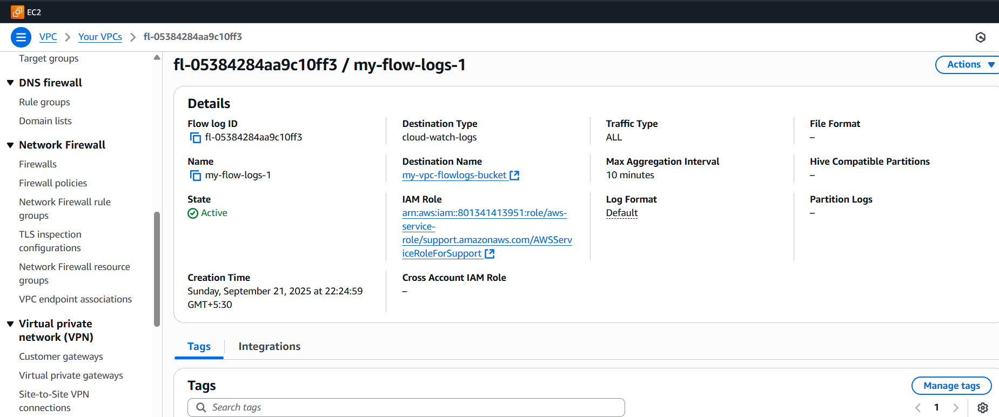 EC2
VPC
Your VPCs
fl-05384284aa9c10ff3
Target groups
DNS firewall
Rule groups
Domain lists
Network Firewall
Firewalls
Firewall policies
Network Firewall rule
groups
TLS inspection
configurations
Network Firewall resource
groups
VPC endpoint associations
Virtual private
network (VPN)
Customer gateways
Virtual private gateways
Site-to-Site VPN
connections
fl-05384284aa9c10ff3 / my-flow-logs-1
Actions
Details
Flow log ID
fl-05384284aa9c10ff3
Destination Type
cloud-watch-logs
Traffic Type
ALL
File Format
–
Name
my-flow-logs-1
Destination Name
my-vpc-flowlogs-bucket
Max Aggregation Interval
10 minutes
Hive Compatible Partitions
–
State
Active
IAM Role
arn:aws:iam::801341413951:role/aws-
service-
role/support.amazonaws.com/AWSServ
iceRoleForSupport
Log Format
Default
Partition Logs
–
Creation Time
Sunday, September 21, 2025 at 22:24:59
GMT+5:30
Cross Account IAM Role
–
Tags
Integrations
Tags
Manage tags
Search tags
1